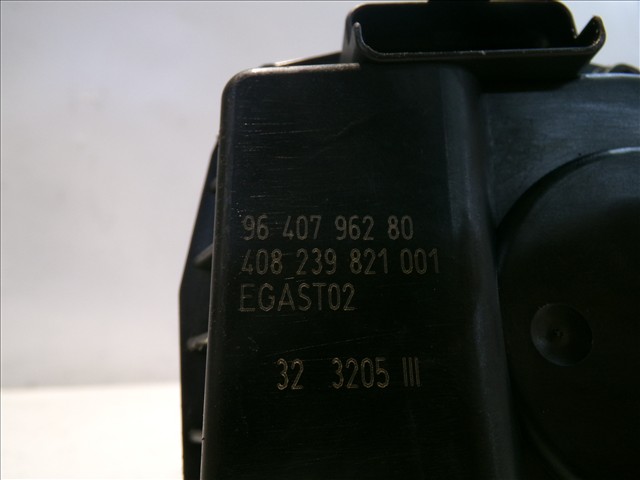 96 407 962 80
408 239 821 001
EGAST02
32 3205 III